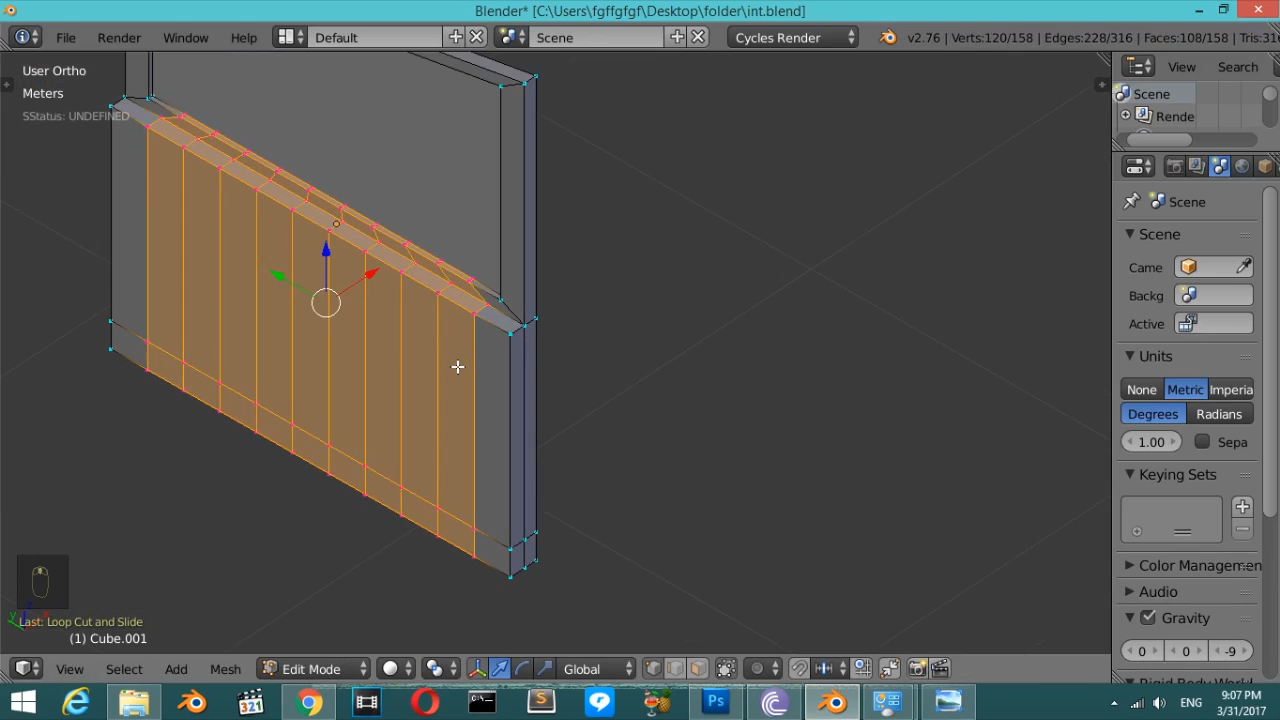 Blender* [C:\Users\fgffgfgf\Desktop\folder\int.blend]
File Render Window Help Default Scene Cycles Render v2.76 | Verts:120/158 | Edges:228/316 | Faces:108/158 | Tris:316
User Ortho
Meters
SStatus: UNDEFINED
View Search
Scene
Rende
Scene
Scene
Came
Backg
Active
Units
None Metric Imperia
Degrees Radians
1.00 Sepa
Keying Sets
Color Managemen
Audio
Gravity
0 0 -9
Last: Loop Cut and Slide
(1) Cube.001
View Select Add Mesh Edit Mode Global
321 Ps
ENG
9:07 PM
3/31/2017